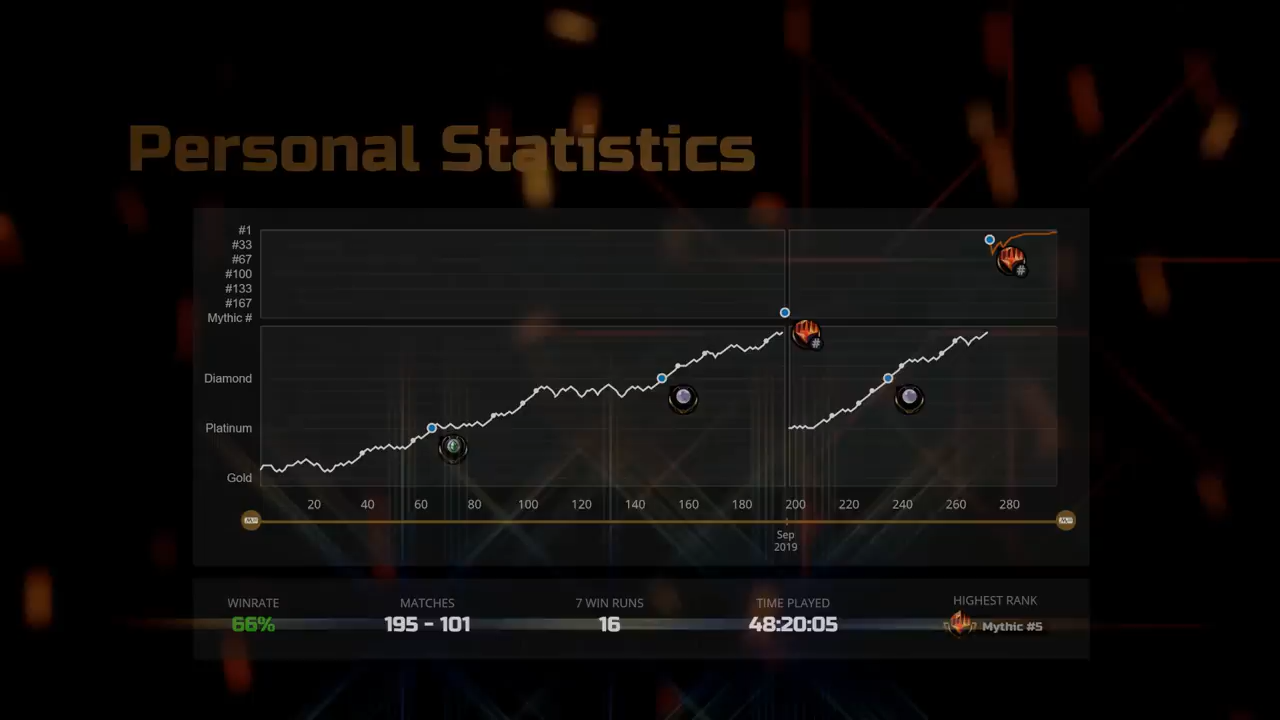 Personal Statistics
#1
#33
#67
#100
#133
#167
Mythic #
Diamond
Platinum
Gold
20 40 60 80 100 120 140 160 180 200 220 240 260 280
Sep
2019
WINRATE MATCHES 7 WIN RUNS TIME PLAYED HIGHEST RANK
66% 195 - 101 16 48:20:05 Mythic #5